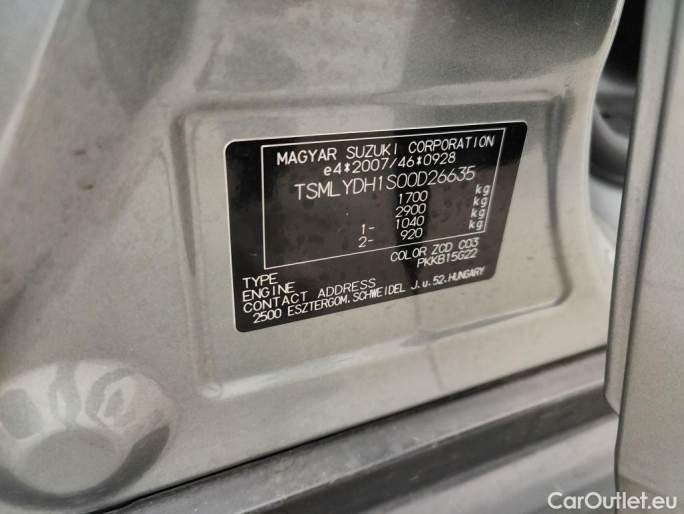 MAGYAR SUZUKI CORPORATION
e4*2007/46*0928
TSMLYDH1S00D26635
1700 kg
2900 kg
1- 1040 kg
2- 920 kg
COLOR ZCD C03
TYPE PKKB15G22
ENGINE
CONTACT ADDRESS
2500 ESZTERGOM, SCHWEIDEL J.u.52.HUNGARY
CarOutlet.eu